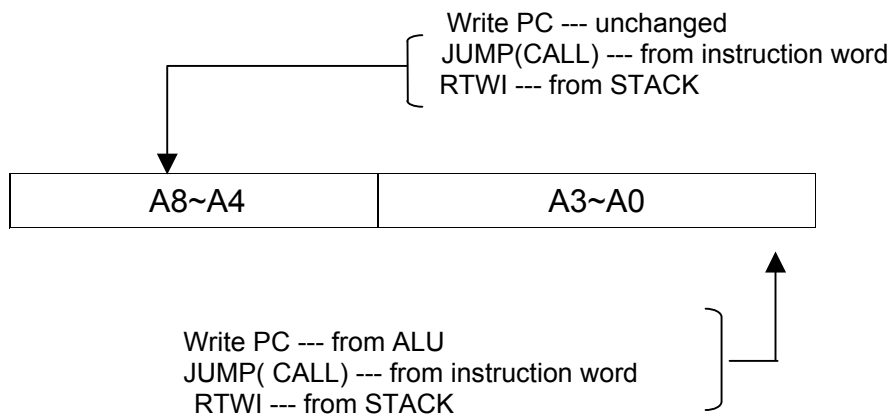 Write PC --- unchanged
JUMP(CALL) --- from instruction word
RTWI --- from STACK
A8~A4
A3~A0
Write PC --- from ALU
JUMP( CALL) --- from instruction word
RTWI --- from STACK